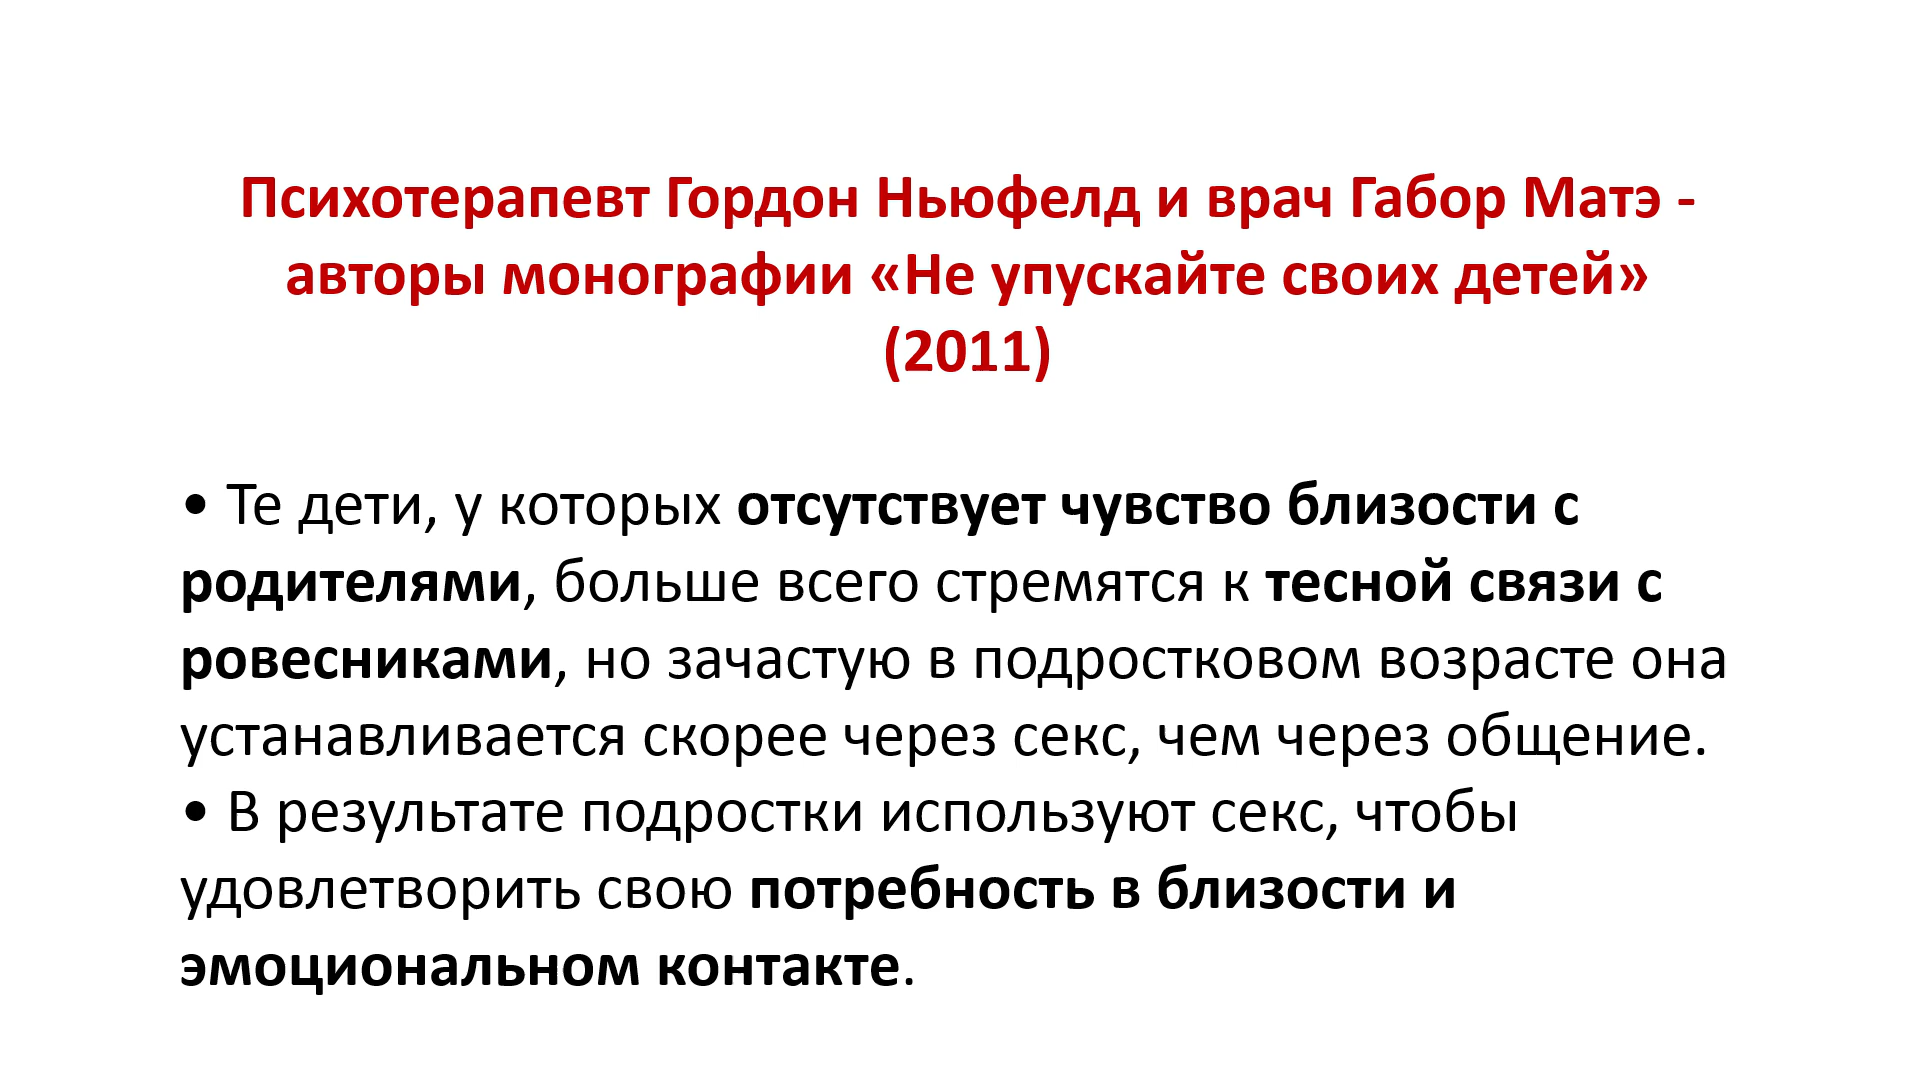 Психотерапевт Гордон Ньюфелд и врач Габор Матэ -
авторы монографии «Не упускайте своих детей»
(2011)
• Те дети, у которых отсутствует чувство близости с
родителями, больше всего стремятся к тесной связи с
ровесниками, но зачастую в подростковом возрасте она
устанавливается скорее через секс, чем через общение.
• В результате подростки используют секс, чтобы
удовлетворить свою потребность в близости и
эмоциональном контакте.